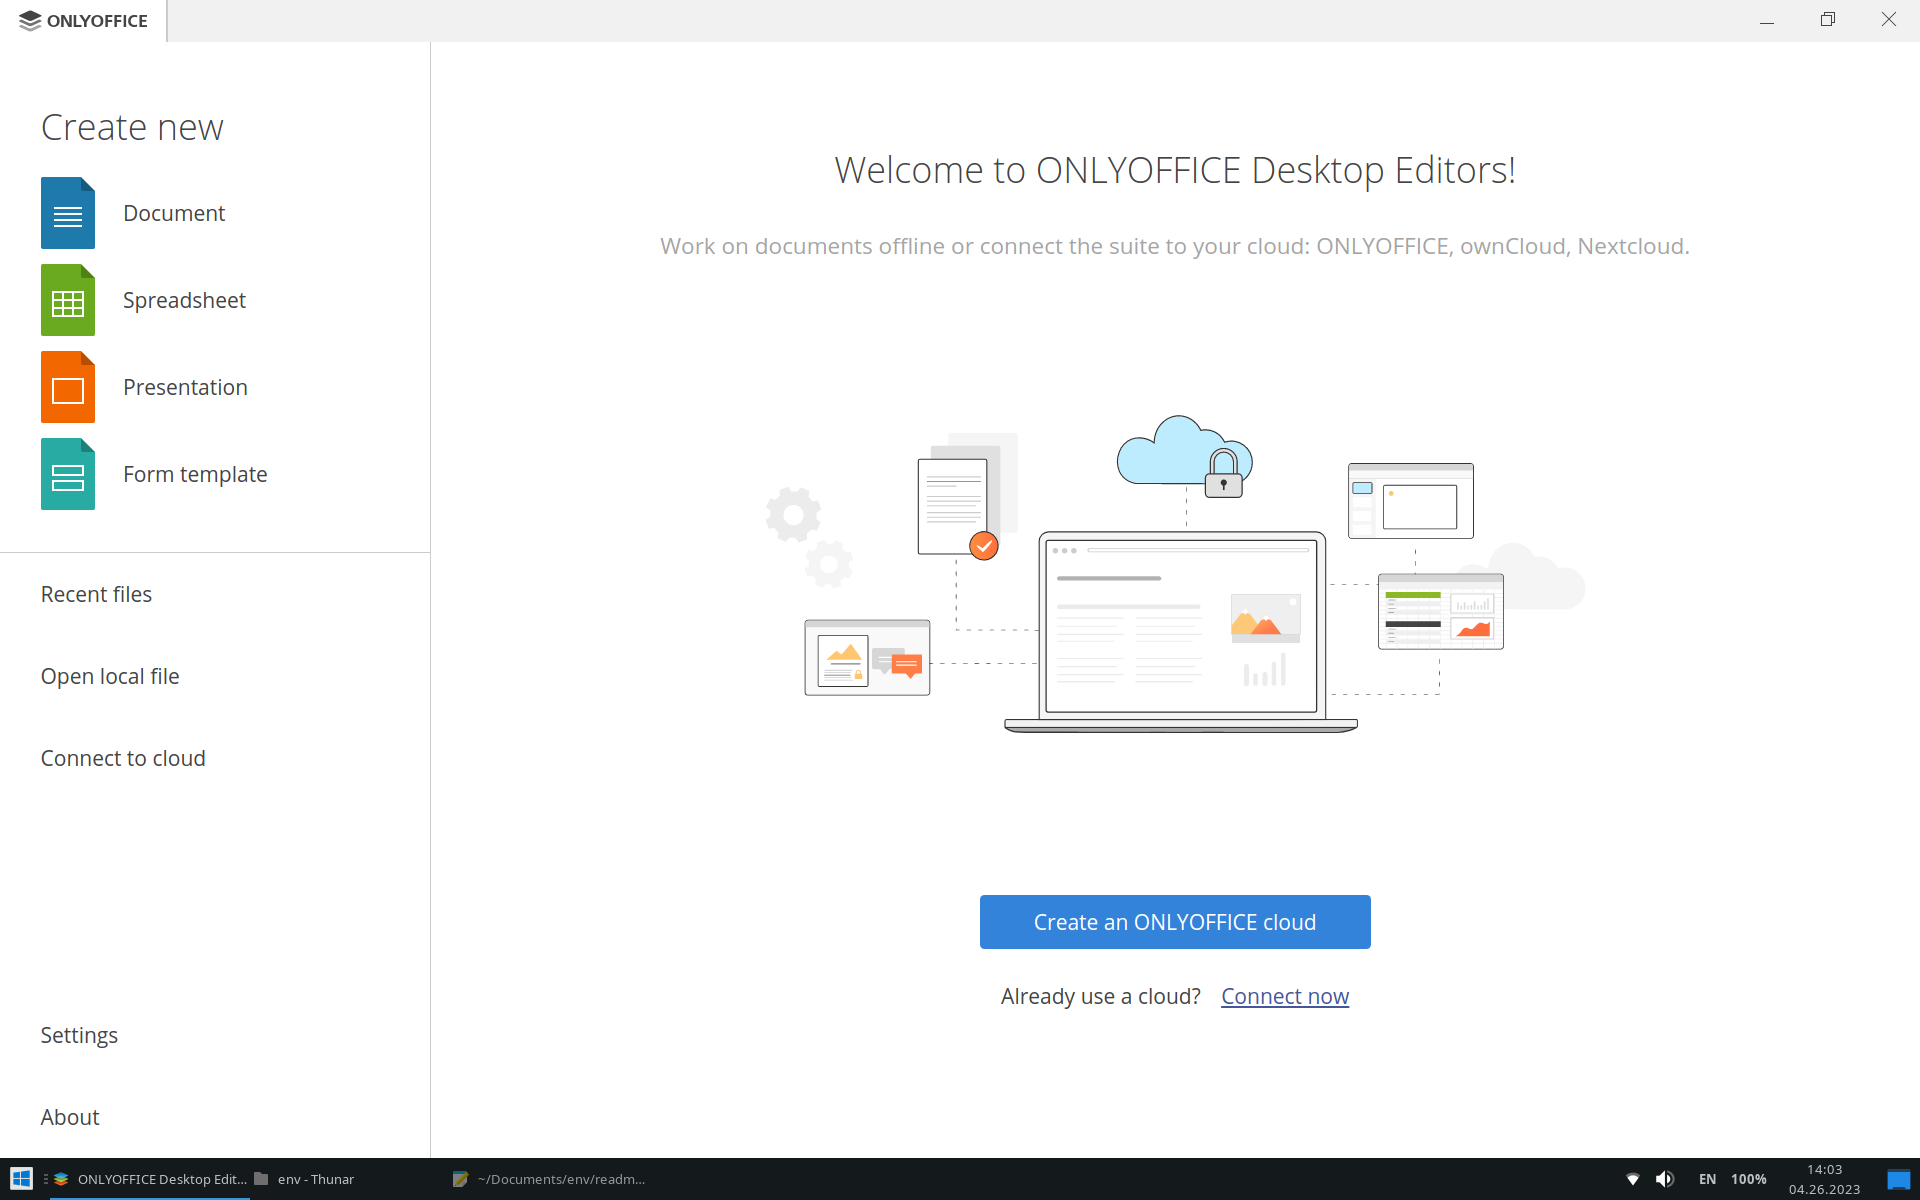 ONLYOFFICE
Create new
Document
Spreadsheet
Presentation
Form template
Recent files
Open local file
Connect to cloud
Settings
About
Welcome to ONLYOFFICE Desktop Editors!
Work on documents offline or connect the suite to your cloud: ONLYOFFICE, ownCloud, Nextcloud.
Create an ONLYOFFICE cloud
Already use a cloud? Connect now
ONLYOFFICE Desktop Edit...
env - Thunar
~/Documents/env/readm...
EN
100%
14:03
04.26.2023